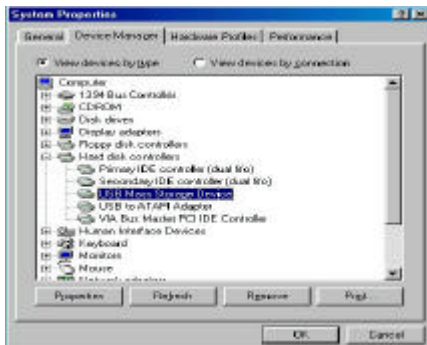 System Properties
General Device Manager Hardware Profiles Performance
View devices by type View devices by connection
Computer
1394 Bus Controller
CDROM
Disk drives
Display adapters
Floppy disk controllers
Hard disk controllers
Primary IDE controller (dual fifo)
Secondary IDE controller (dual fifo)
USB Mass Storage Device
USB to ATAPI Adapter
VIA Bus Master PCI IDE Controller
Human Interface Devices
Keyboard
Monitors
Mouse
Network adapters
Properties Refresh Remove Print...
OK Cancel